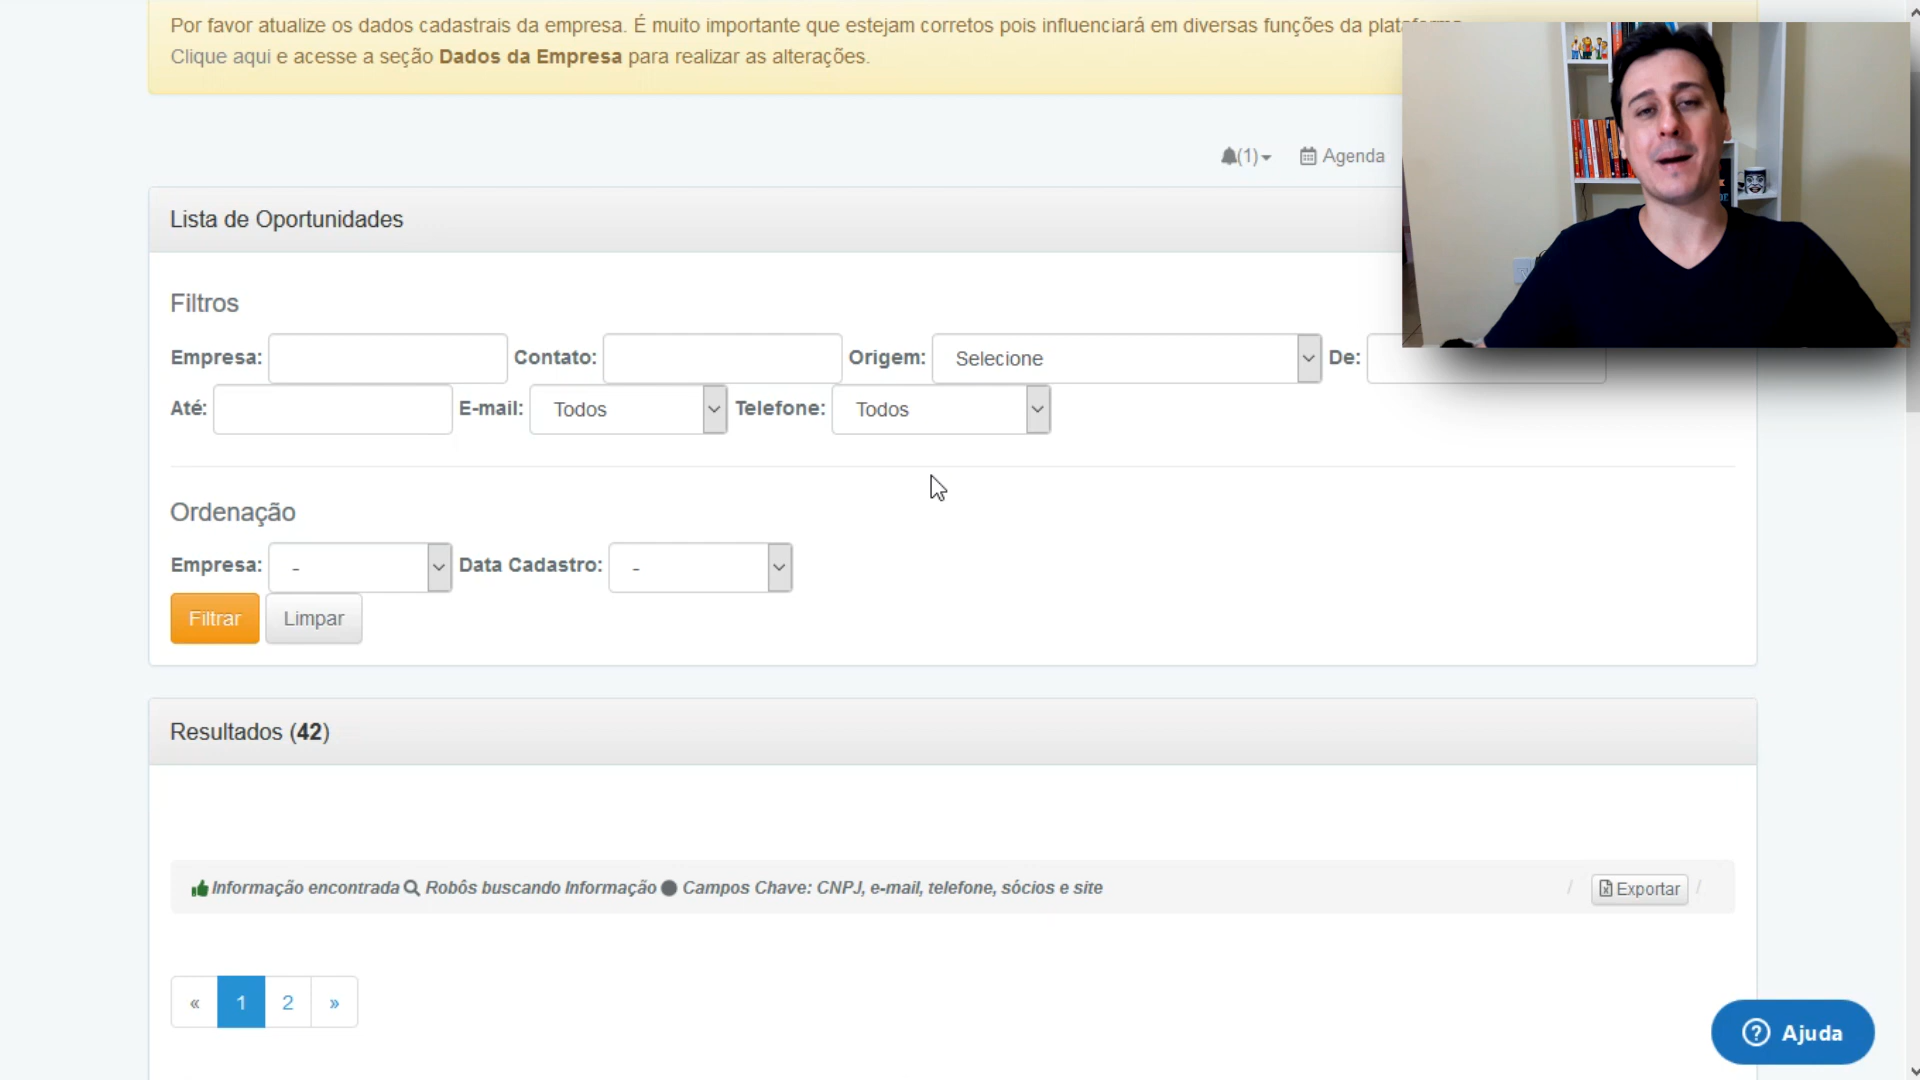 Por favor atualize os dados cadastrais da empresa. É muito importante que estejam corretos pois influenciará em diversas funções da plataforma.
Clique aqui e acesse a seção Dados da Empresa para realizar as alterações.
(1) Agenda
Lista de Oportunidades
Filtros
Empresa: Contato: Origem: Selecione De:
Até: E-mail: Todos Telefone: Todos
Ordenação
Empresa: - Data Cadastro: -
Filtrar Limpar
Resultados (42)
Informação encontrada Robôs buscando Informação Campos Chave: CNPJ, e-mail, telefone, sócios e site / Exportar /
« 1 2 »
Ajuda